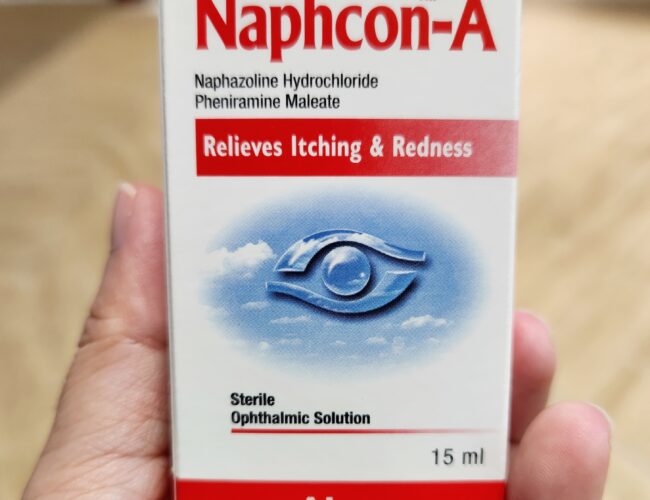 Naphcon-A
Naphazoline Hydrochloride
Pheniramine Maleate
Relieves Itching & Redness
Sterile
Ophthalmic Solution
15 ml